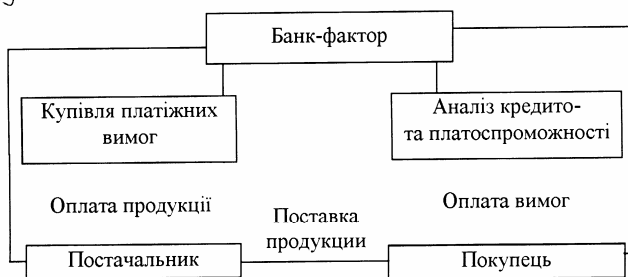 Банк-фактор
Купівля платіжних
вимог
Аналіз кредито-
та платоспроможності
Оплата продукції
Оплата вимог
Поставка
продукции
Постачальник
Покупець